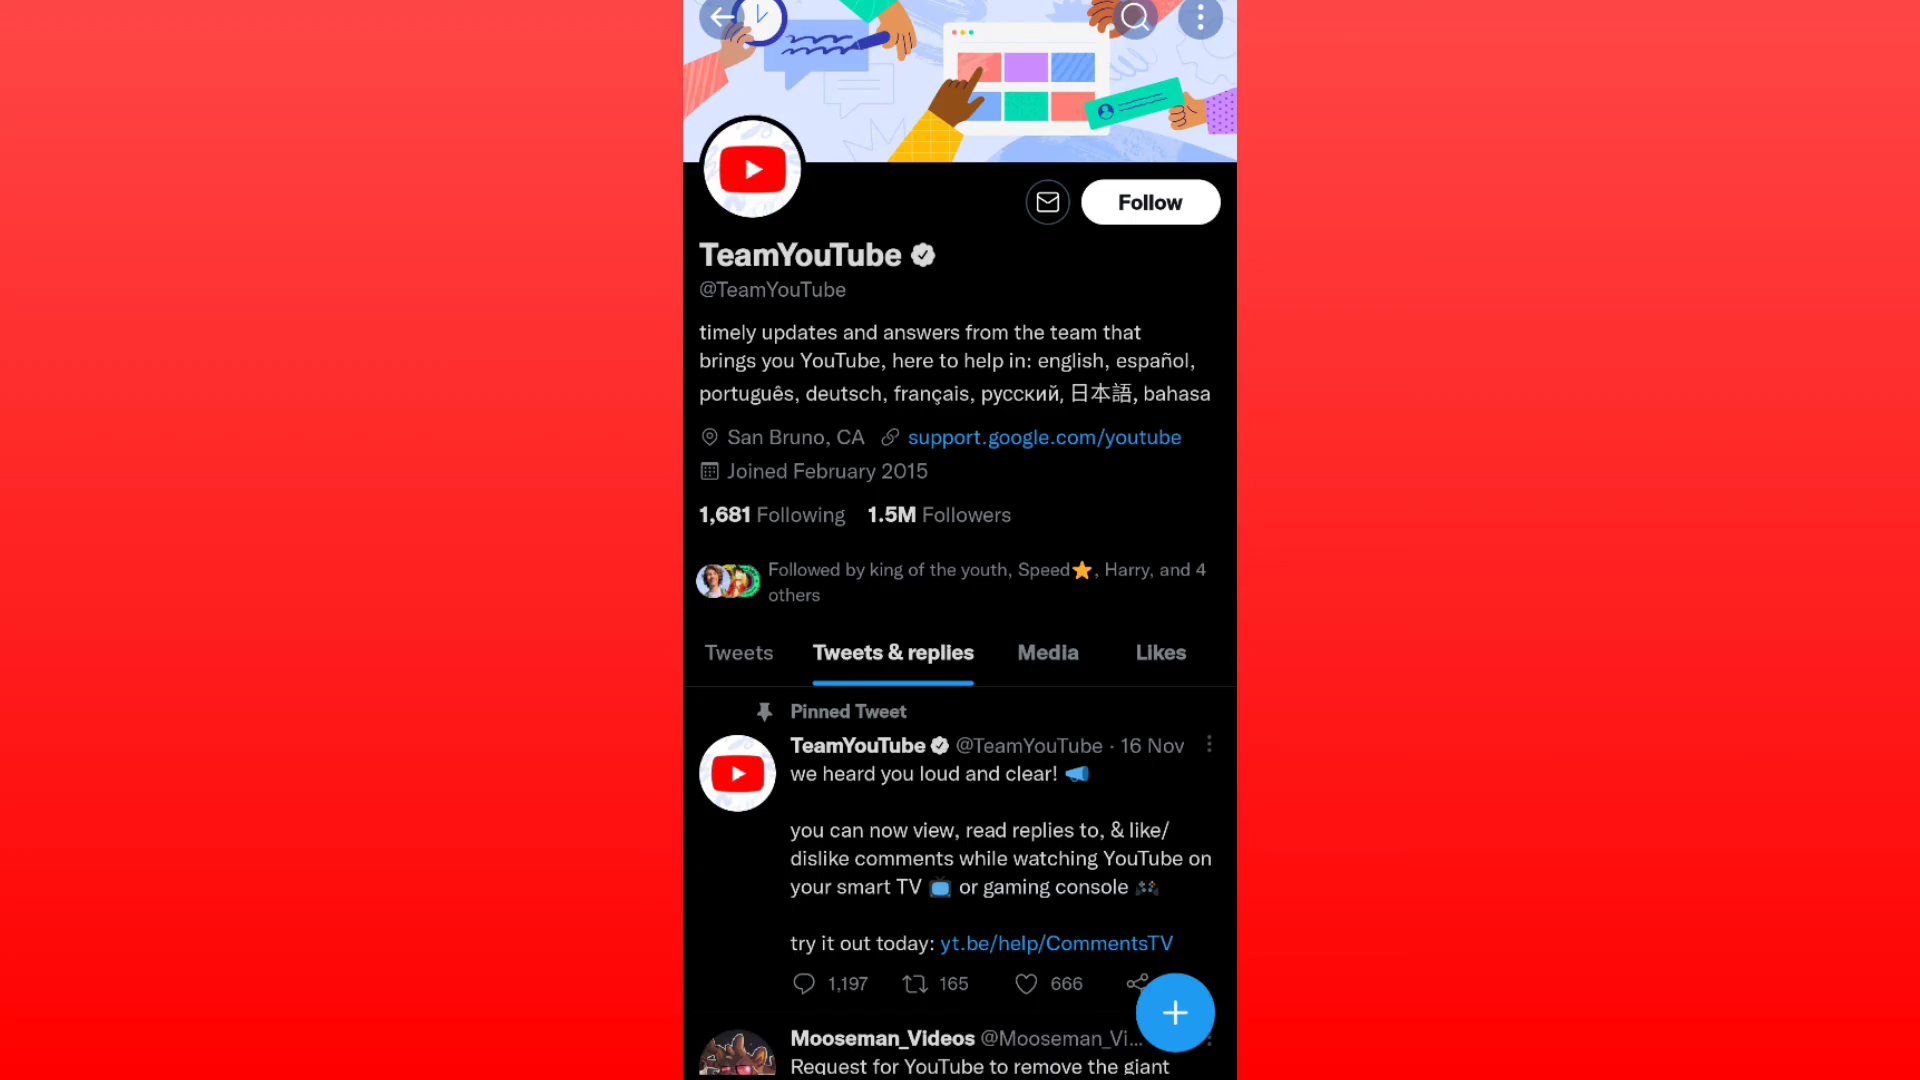 Follow
TeamYouTube
@TeamYouTube
timely updates and answers from the team that
brings you YouTube, here to help in: english, español,
português, deutsch, français, русский, 日本語, bahasa
San Bruno, CA support.google.com/youtube
Joined February 2015
1,681 Following 1.5M Followers
Followed by king of the youth, Speed⭐, Harry, and 4
others
Tweets Tweets & replies Media Likes
Pinned Tweet
TeamYouTube @TeamYouTube · 16 Nov
we heard you loud and clear! 📣
you can now view, read replies to, & like/
dislike comments while watching YouTube on
your smart TV 📺 or gaming console 🎮
try it out today: yt.be/help/CommentsTV
1,197 165 666
Mooseman_Videos @Mooseman_Vi...
Request for YouTube to remove the giant